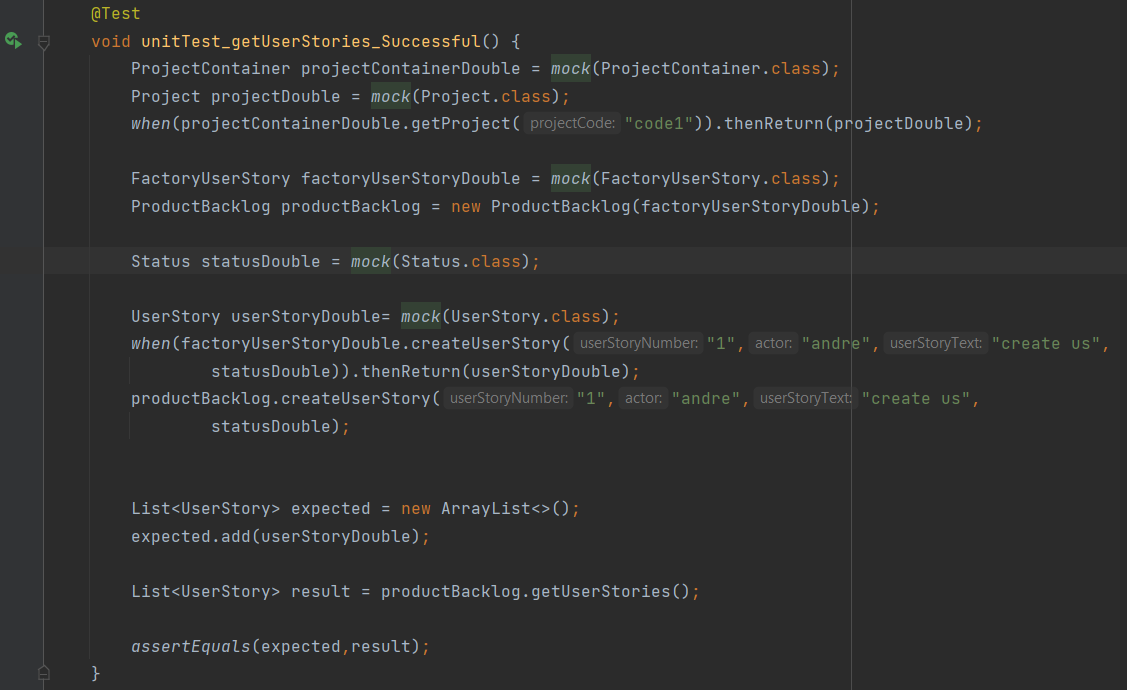 @Test
void unitTest_getUserStories_Successful() {
ProjectContainer projectContainerDouble = mock(ProjectContainer.class);
Project projectDouble = mock(Project.class);
when(projectContainerDouble.getProject( projectCode: "code1")).thenReturn(projectDouble);
FactoryUserStory factoryUserStoryDouble = mock(FactoryUserStory.class);
ProductBacklog productBacklog = new ProductBacklog(factoryUserStoryDouble);
Status statusDouble = mock(Status.class);
UserStory userStoryDouble= mock(UserStory.class);
when(factoryUserStoryDouble.createUserStory( userStoryNumber: "1", actor: "andre", userStoryText: "create us",
statusDouble)).thenReturn(userStoryDouble);
productBacklog.createUserStory( userStoryNumber: "1", actor: "andre", userStoryText: "create us",
statusDouble);
List<UserStory> expected = new ArrayList<>();
expected.add(userStoryDouble);
List<UserStory> result = productBacklog.getUserStories();
assertEquals(expected,result);
}